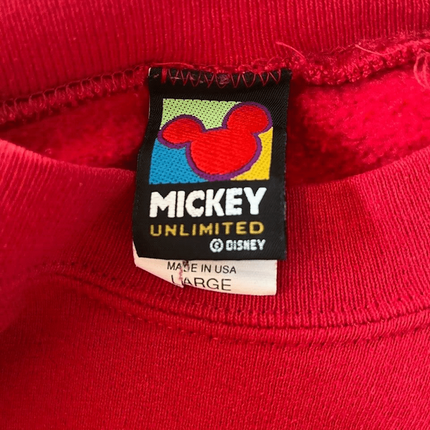 MICKEY
UNLIMITED
© DISNEY
MADE IN USA
LARGE